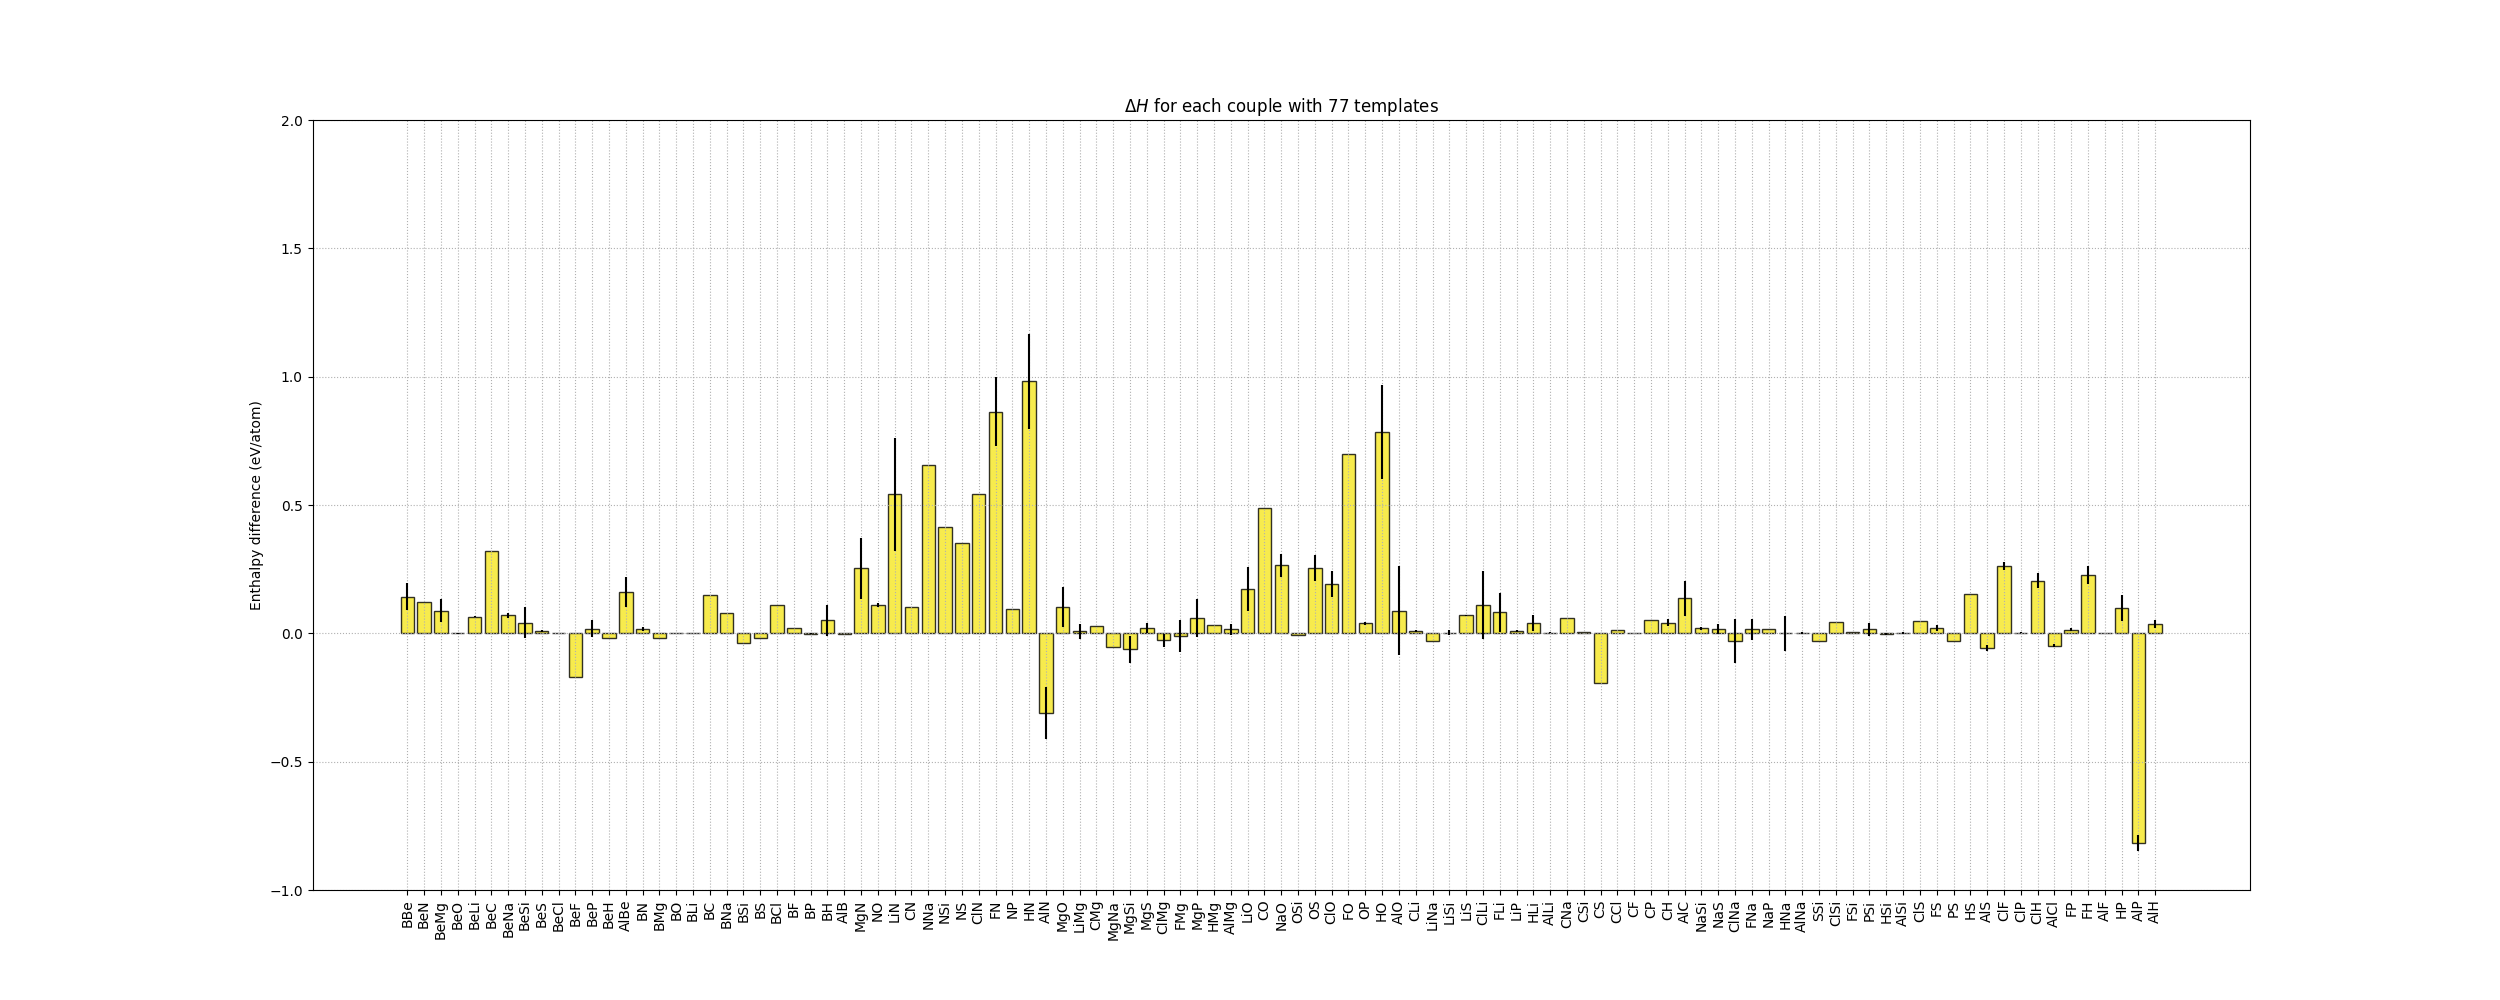 ΔH for each couple with 77 templates
Enthalpy difference (eV/atom)
2.0
1.5
1.0
0.5
0.0
−0.5
−1.0
BBe
BeN
BeMg
BeO
BeLi
BeC
BeNa
BeSi
BeS
BeCl
BeF
BeP
BeH
AlBe
BN
BMg
BO
BLi
BC
BNa
BSi
BS
BCl
BF
BP
BH
AlB
MgN
NO
LiN
CN
NNa
NSi
NS
ClN
FN
NP
HN
AlN
MgO
LiMg
CMg
MgNa
MgSi
MgS
ClMg
FMg
MgP
HMg
AlMg
LiO
CO
NaO
OSi
OS
ClO
FO
OP
HO
AlO
CLi
LiNa
LiSi
LiS
ClLi
FLi
LiP
HLi
AlLi
CNa
CSi
CS
CCl
CF
CP
CH
AlC
NaSi
NaS
ClNa
FNa
NaP
HNa
AlNa
SSi
ClSi
FSi
PSi
HSi
AlSi
ClS
FS
PS
HS
AlS
ClF
ClP
ClH
AlCl
FP
FH
AlF
HP
AlP
AlH